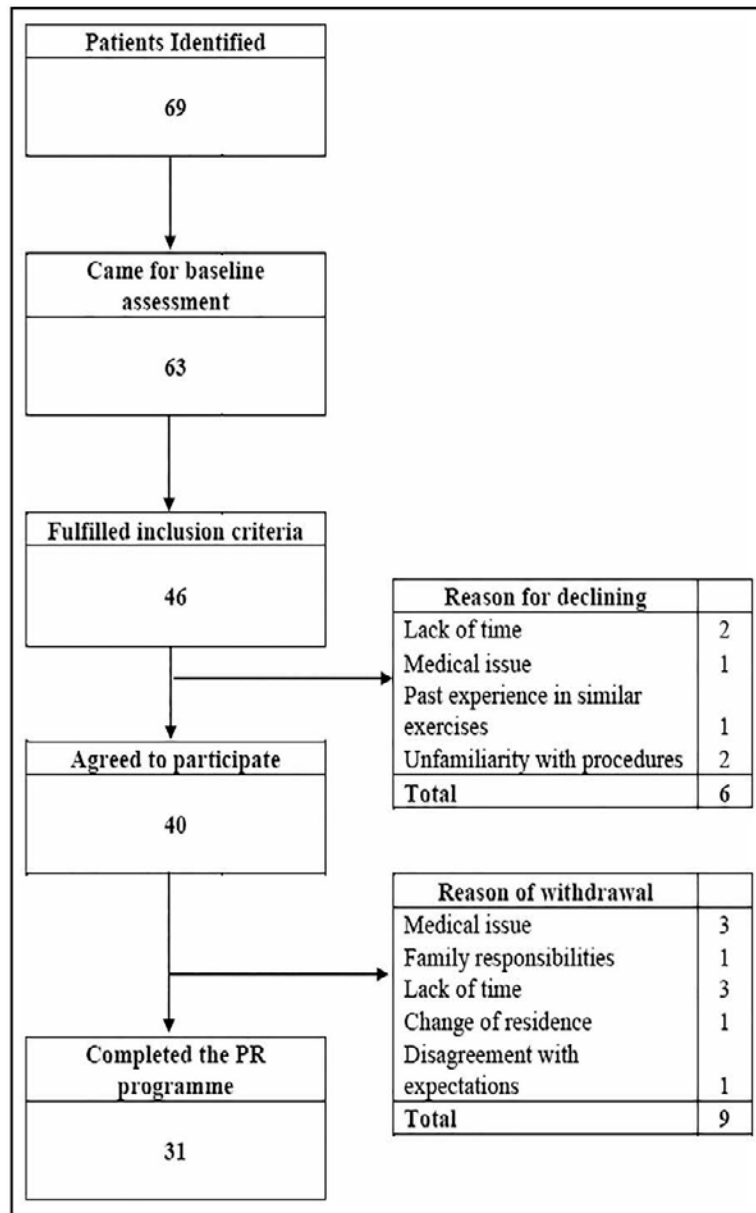 Patients Identified
69
Came for baseline
assessment
63
Fulfilled inclusion criteria
46
Reason for declining
Lack of time 2
Medical issue 1
Past experience in similar
exercises 1
Unfamiliarity with procedures 2
Total 6
Agreed to participate
40
Reason of withdrawal
Medical issue 3
Family responsibilities 1
Lack of time 3
Change of residence 1
Disagreement with
expectations 1
Total 9
Completed the PR
programme
31